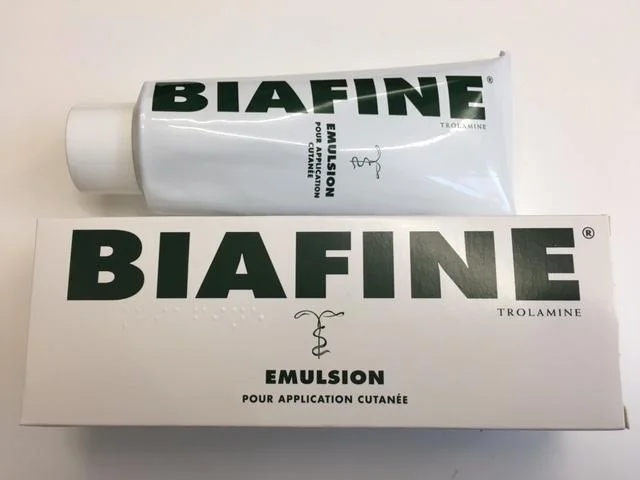 BIAFINE®
TROLAMINE
EMULSION
POUR APPLICATION
CUTANÉE
BIAFINE®
TROLAMINE
EMULSION
POUR APPLICATION CUTANÉE